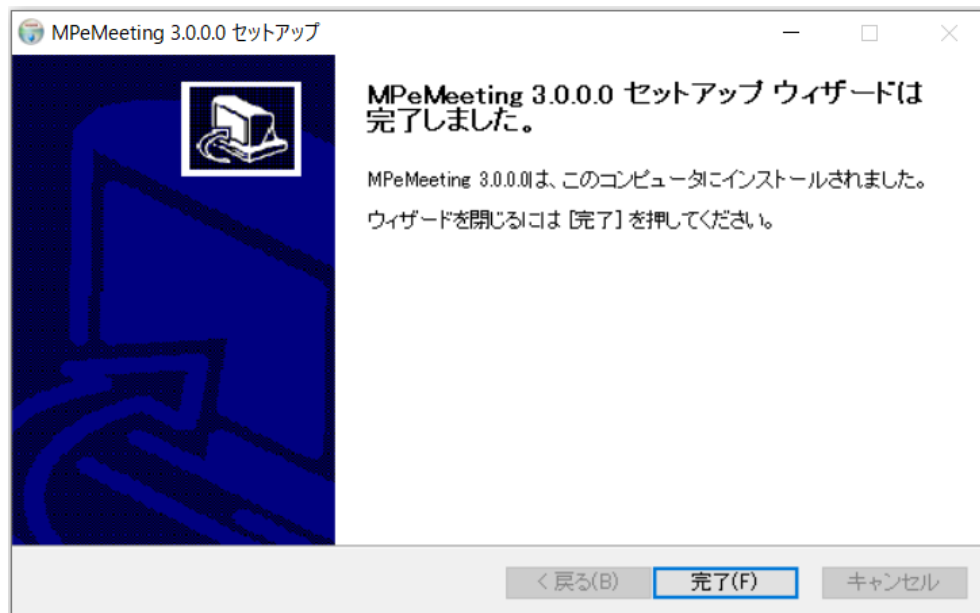 MPeMeeting 3.0.0.0 セットアップ
MPeMeeting 3.0.0.0 セットアップ ウィザードは
完了しました。
MPeMeeting 3.0.0.0は、このコンピュータにインストールされました。
ウィザードを閉じるには [完了] を押してください。
< 戻る(B)
完了(F)
キャンセル